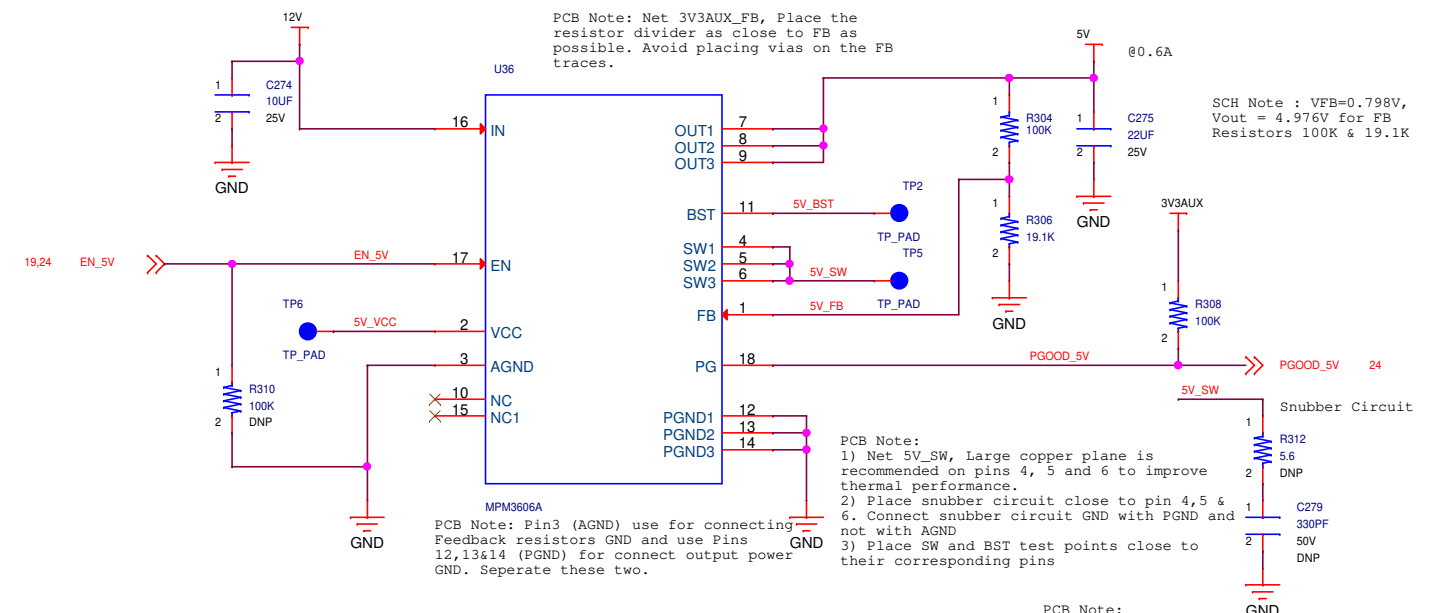 12V
PCB Note: Net 3V3AUX_FB, Place the
resistor divider as close to FB as
possible. Avoid placing vias on the FB
traces.
5V
@0.6A
U36
1
C274
10UF
2
25V
GND
16
IN
OUT1
7
OUT2
8
OUT3
9
1
R304
100K
2
1
C275
22UF
2
25V
GND
SCH Note : VFB=0.798V,
Vout = 4.976V for FB
Resistors 100K & 19.1K
BST
11
5V_BST
TP2
TP_PAD
1
R306
19.1K
2
GND
3V3AUX
SW1
4
SW2
5
SW3
6
5V_SW
TP5
TP_PAD
19,24
EN_5V
EN_5V
17
EN
FB
1
5V_FB
1
R308
100K
2
TP6
TP_PAD
5V_VCC
2
VCC
3
AGND
PG
18
PGOOD_5V
PGOOD_5V
24
1
R310
100K
2
DNP
10
NC
15
NC1
PGND1
12
PGND2
13
PGND3
14
5V_SW
Snubber Circuit
1
R312
5.6
2
DNP
1
C279
330PF
50V
2
DNP
GND
MPM3606A
GND
GND
PCB Note: Pin3 (AGND) use for connecting
Feedback resistors GND and use Pins
12,13&14 (PGND) for connect output power
GND. Seperate these two.
PCB Note:
1) Net 5V_SW, Large copper plane is
recommended on pins 4, 5 and 6 to improve
thermal performance.
2) Place snubber circuit close to pin 4,5 &
6. Connect snubber circuit GND with PGND and
not with AGND
3) Place SW and BST test points close to
their corresponding pins
PCB Note: